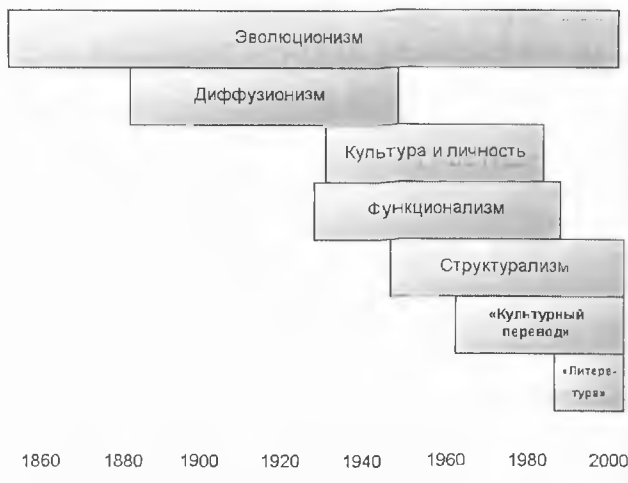 Эволюционизм
Диффузионизм
Культура и личность
Функционализм
Структурализм
«Культурный
перевод»
«Литера-
тура»
1860 1880 1900 1920 1940 1960 1980 2000